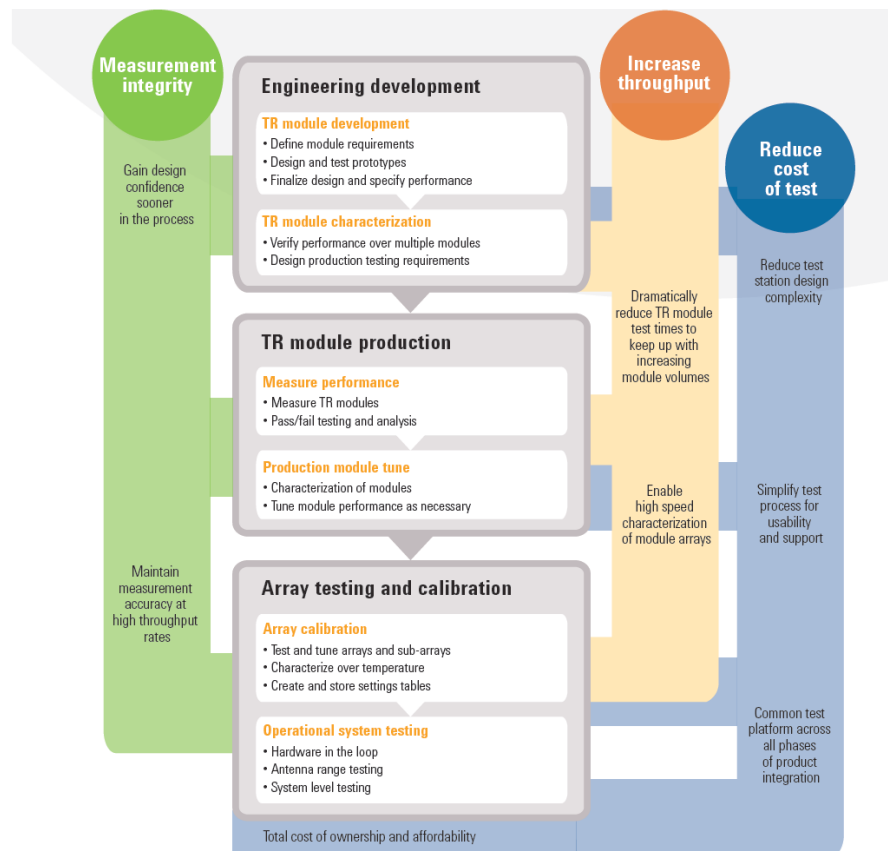 Measurement
integrity
Gain design
confidence
sooner
in the process
Maintain
measurement
accuracy at
high throughput
rates
Engineering development
TR module development
• Define module requirements
• Design and test prototypes
• Finalize design and specify performance
TR module characterization
• Verify performance over multiple modules
• Design production testing requirements
TR module production
Measure performance
• Measure TR modules
• Pass/fail testing and analysis
Production module tune
• Characterization of modules
• Tune module performance as necessary
Array testing and calibration
Array calibration
• Test and tune arrays and sub-arrays
• Characterize over temperature
• Create and store settings tables
Operational system testing
• Hardware in the loop
• Antenna range testing
• System level testing
Total cost of ownership and affordability
Increase
throughput
Dramatically
reduce TR module
test times to
keep up with
increasing
module volumes
Enable
high speed
characterization
of module arrays
Reduce
cost
of test
Reduce test
station design
complexity
Simplify test
process for
usability
and support
Common test
platform across
all phases
of product
integration